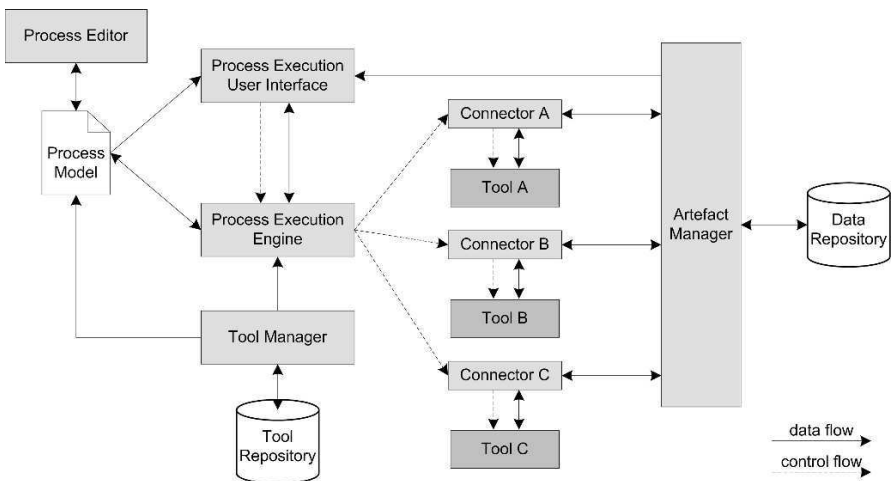 Process Editor
Process Execution
User Interface
Process
Model
Connector A
Tool A
Process Execution
Engine
Connector B
Tool B
Artefact
Manager
Data
Repository
Tool Manager
Connector C
Tool C
Tool
Repository
data flow
control flow